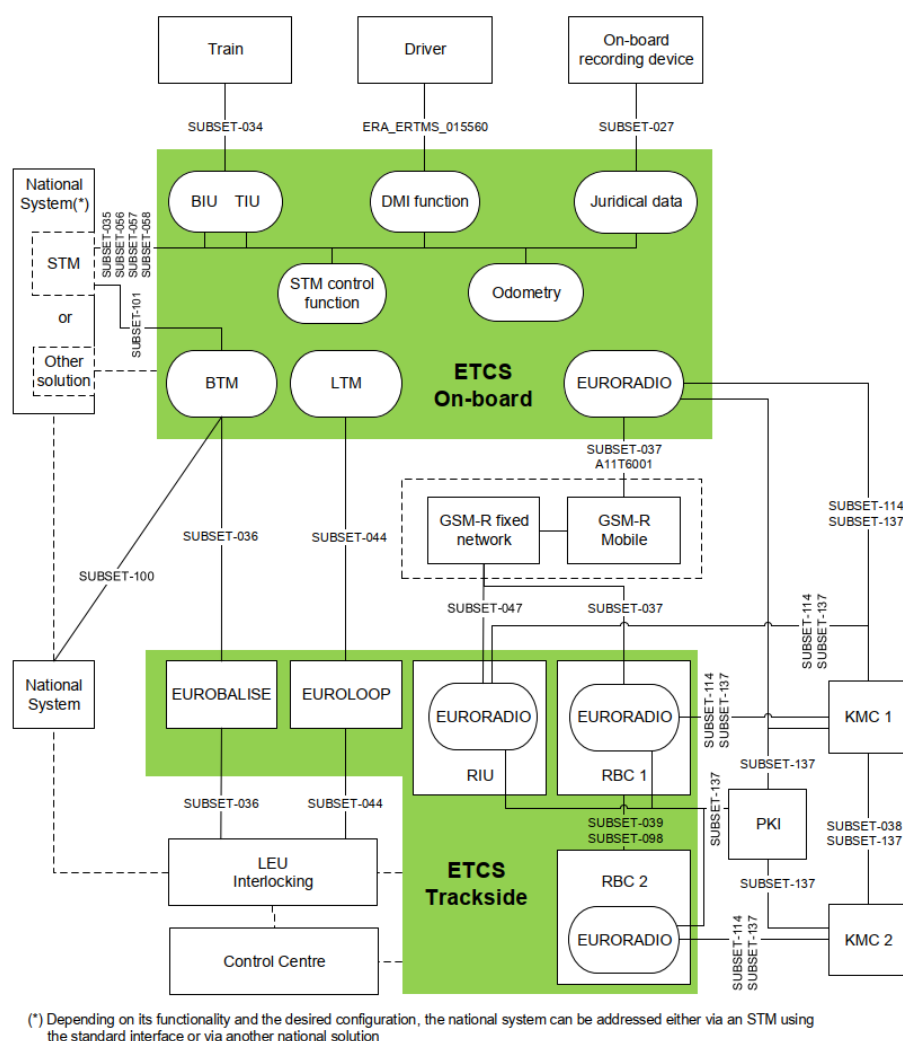 Train
Driver
On-board
recording device
SUBSET-034
ERA_ERTMS_015560
SUBSET-027
National
System(*)
BIU TIU
DMI function
Juridical data
SUBSET-035
SUBSET-056
SUBSET-057
SUBSET-058
STM
STM control
function
Odometry
SUBSET-101
or
Other
solution
BTM
LTM
ETCS
On-board
EURORADIO
SUBSET-037
A11T6001
GSM-R fixed
network
GSM-R
Mobile
SUBSET-114
SUBSET-137
SUBSET-036
SUBSET-044
SUBSET-100
SUBSET-047
SUBSET-037
SUBSET-114
SUBSET-137
National
System
EUROBALISE
EUROLOOP
EURORADIO
RIU
EURORADIO
RBC 1
SUBSET-114
SUBSET-137
KMC 1
SUBSET-137
SUBSET-036
SUBSET-044
SUBSET-039
SUBSET-098
SUBSET-137
PKI
SUBSET-038
SUBSET-137
LEU
Interlocking
ETCS
Trackside
RBC 2
SUBSET-137
EURORADIO
SUBSET-114
SUBSET-137
KMC 2
Control Centre
(*) Depending on its functionality and the desired configuration, the national system can be addressed either via an STM using
the standard interface or via another national solution